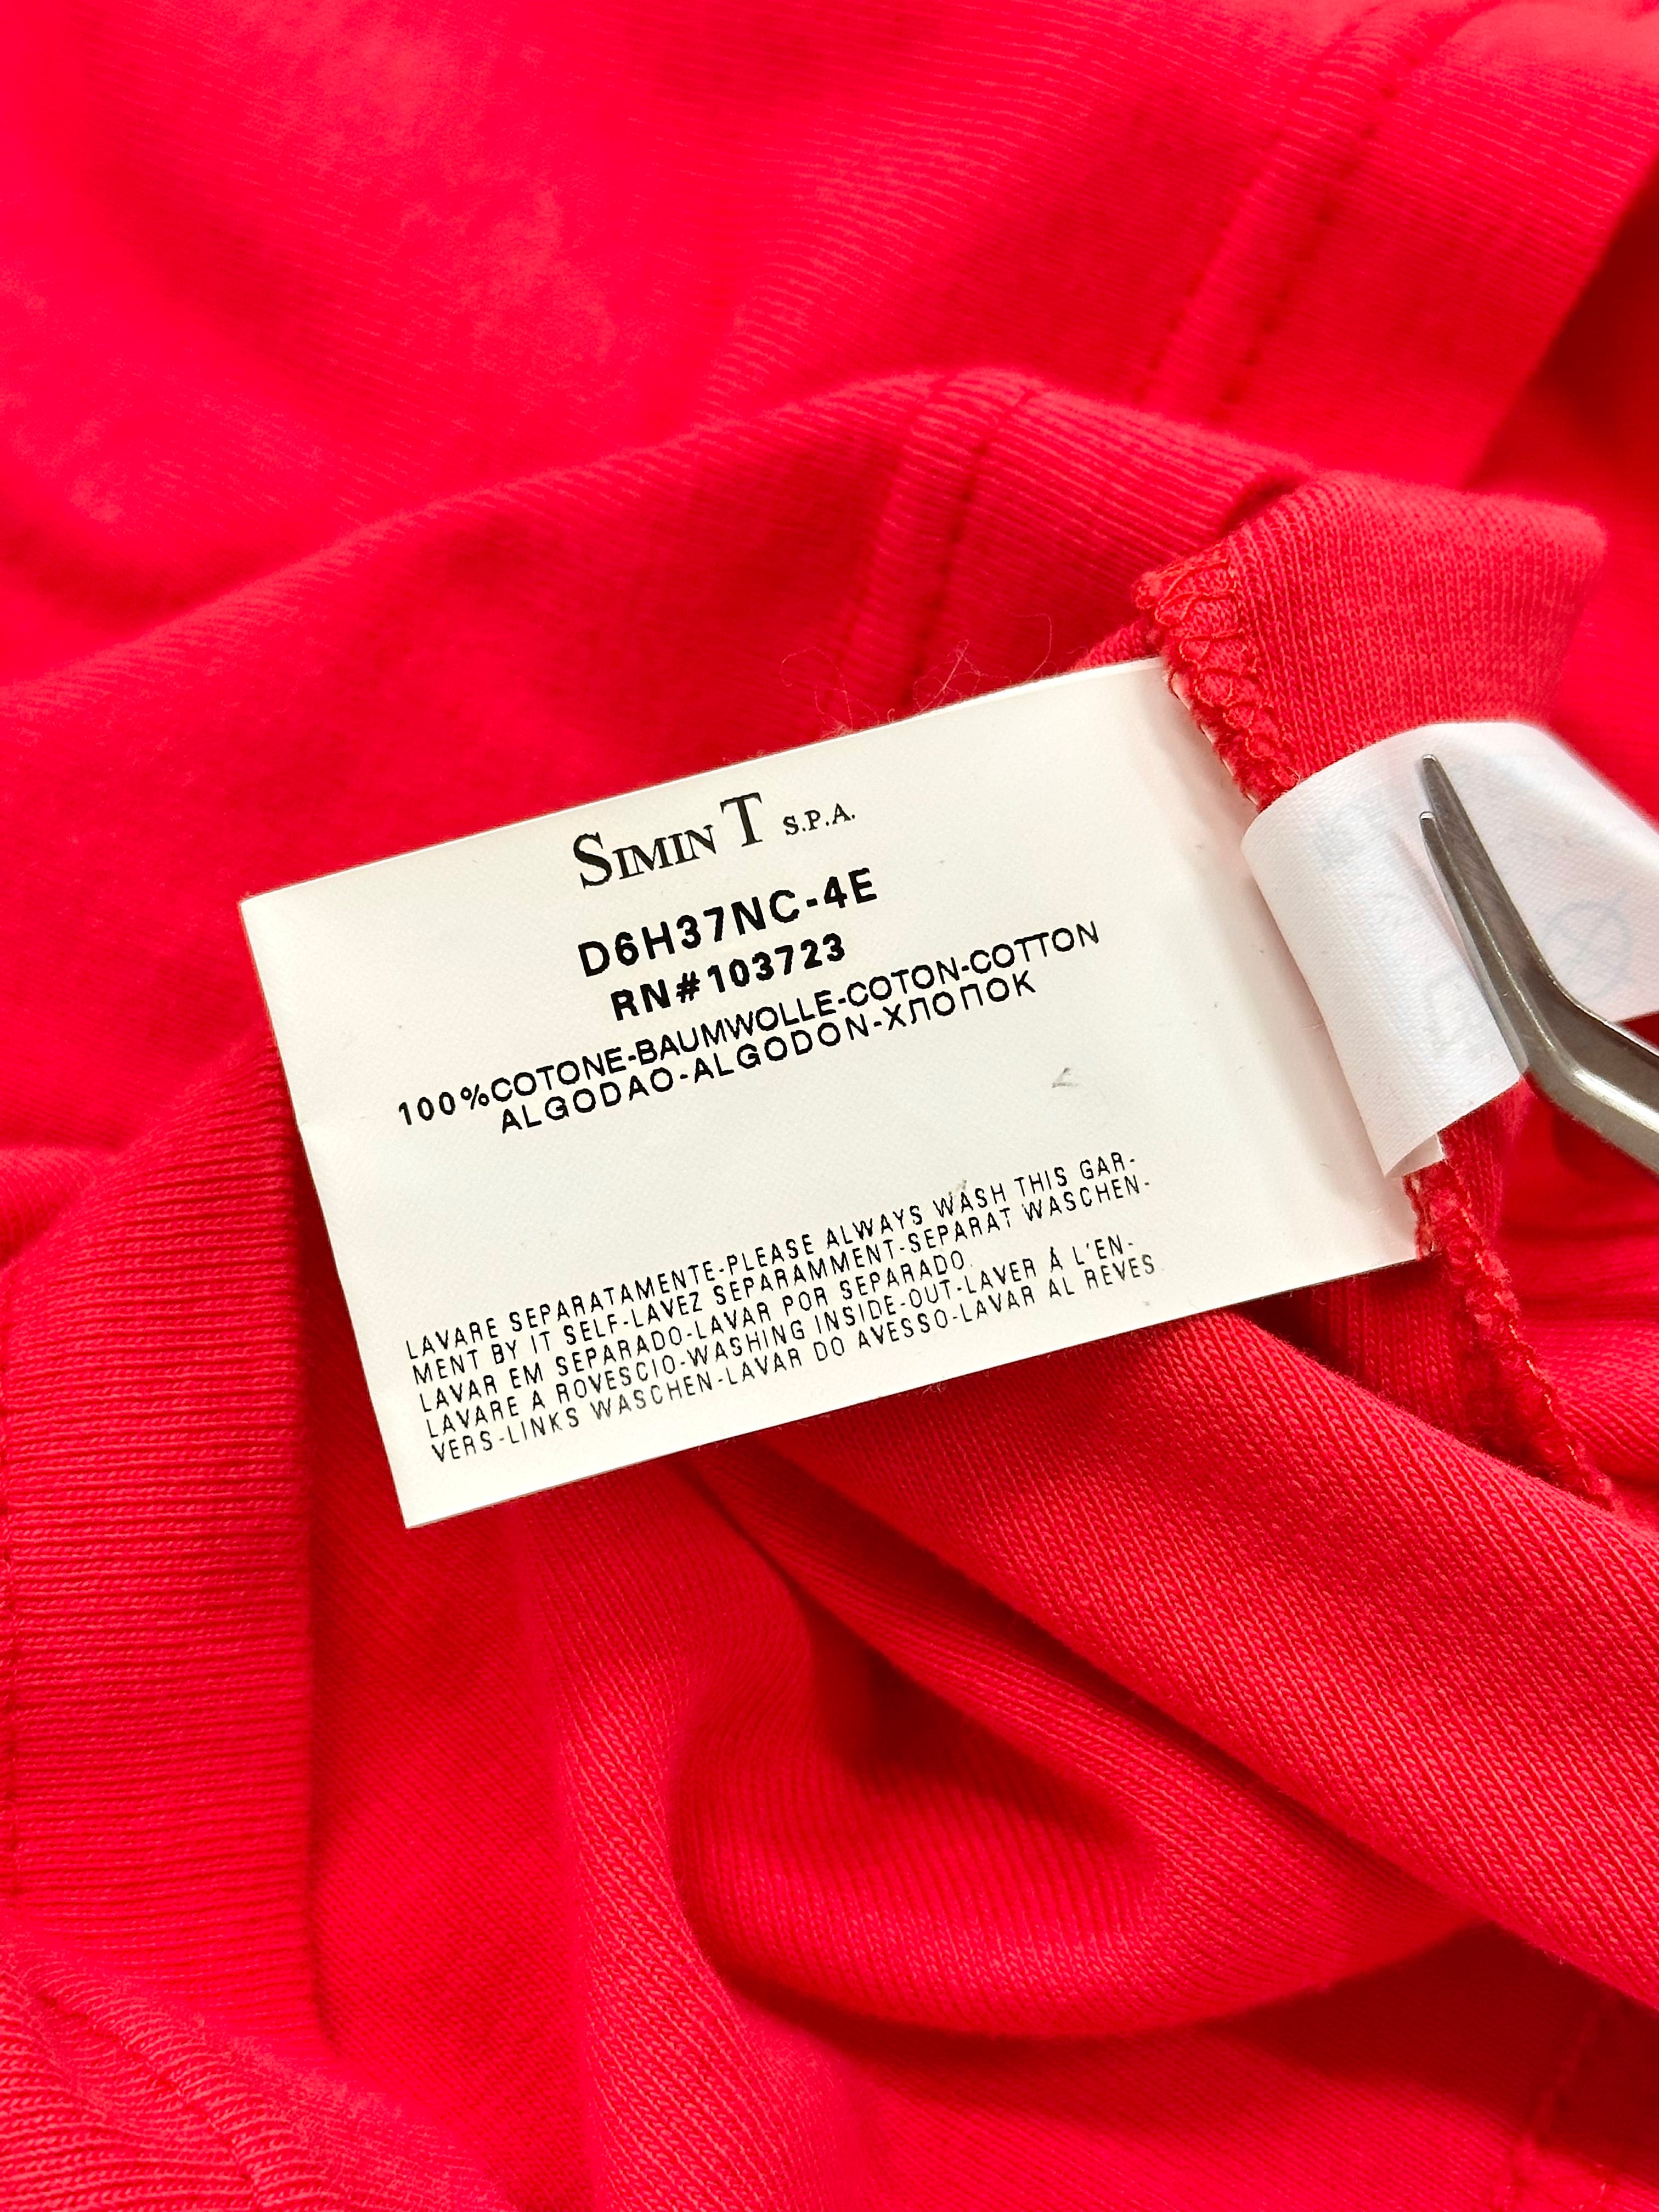 SIMINT S.P.A.
D6H37NC-4E
RN#103723
100%COTONE-BAUMWOLLE-COTON-COTTON
ALGODAO-ALGODON-ХЛОПОК
LAVARE SEPARATAMENTE-PLEASE ALWAYS WASH THIS GAR-
MENT BY IT SELF-LAVEZ SEPARAMMENT-SEPARAT WASCHEN-
LAVAR EM SEPARADO-LAVAR POR SEPARADO.
LAVARE A ROVESCIO-WASHING INSIDE-OUT-LAVER Á L'EN-
VERS-LINKS WASCHEN-LAVAR DO AVESSO-LAVAR AL REVES